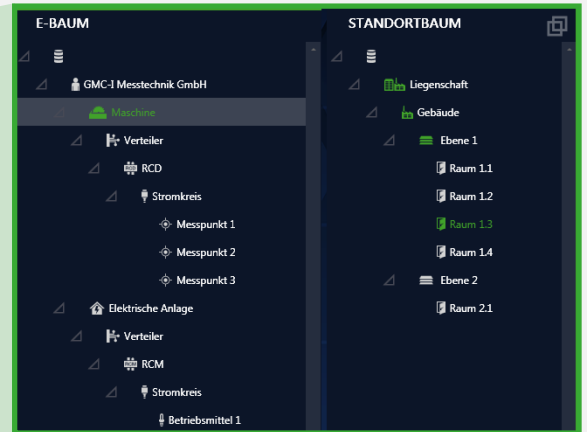 E-BAUM
GMC-I Messtechnik GmbH
Maschine
Verteiler
RCD
Stromkreis
Messpunkt 1
Messpunkt 2
Messpunkt 3
Elektrische Anlage
Verteiler
RCM
Stromkreis
Betriebsmittel 1
STANDORTBAUM
Liegenschaft
Gebäude
Ebene 1
Raum 1.1
Raum 1.2
Raum 1.3
Raum 1.4
Ebene 2
Raum 2.1